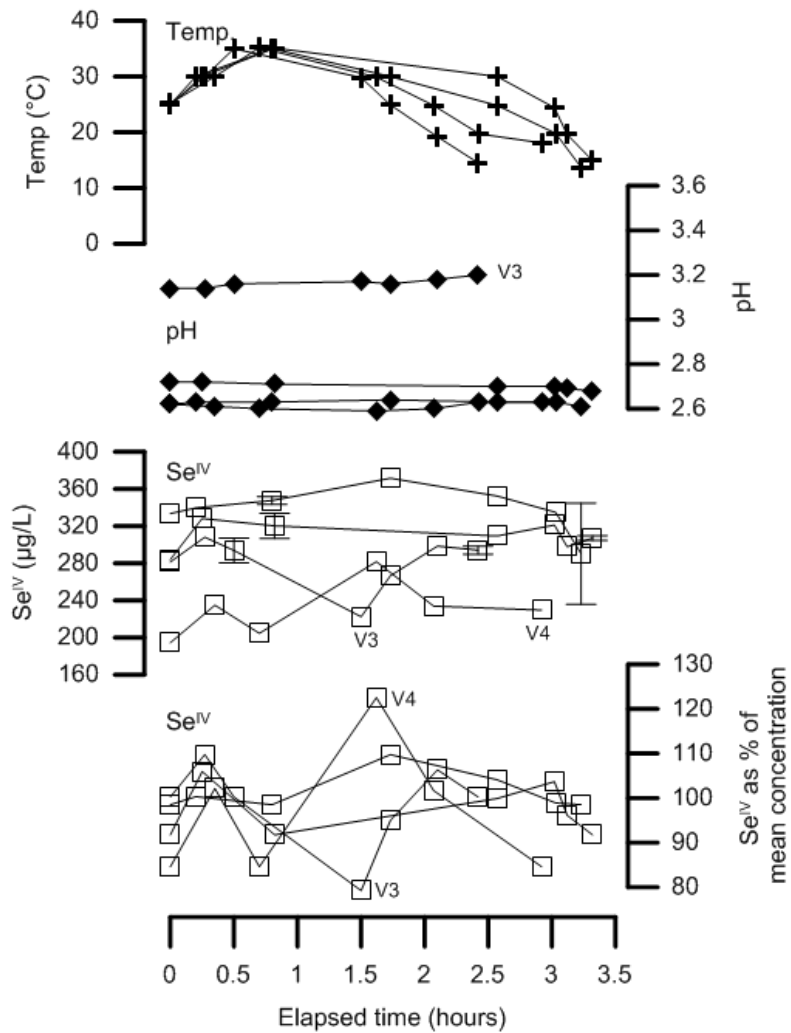 40
30
20
10
0
Temp (°C)
Temp.
3.6
3.4
3.2
3
2.8
2.6
pH
V3
pH
400
360
320
280
240
200
160
Se^IV (µg/L)
Se^IV
V3
V4
130
120
110
100
90
80
Se^IV as % of
mean concentration
Se^IV
V4
V3
0 0.5 1 1.5 2 2.5 3 3.5
Elapsed time (hours)